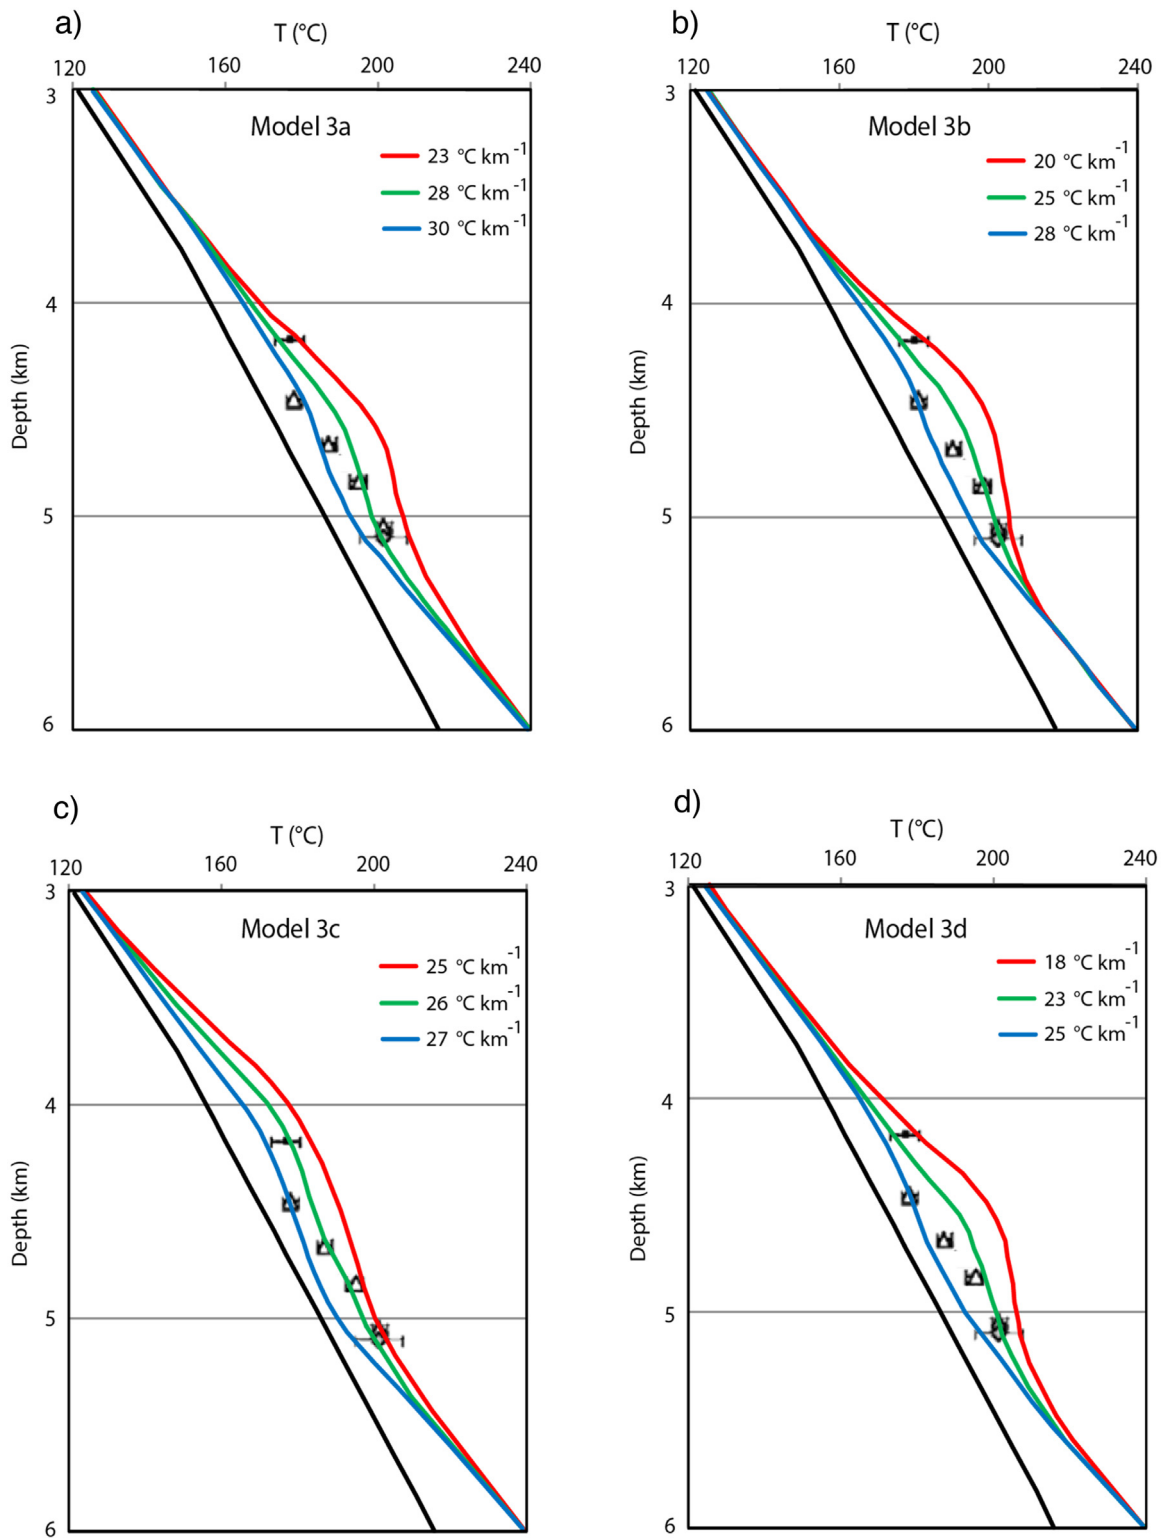 a)
T (°C)
120 160 200 240
Model 3a
23 °C km-1
28 °C km-1
30 °C km-1
3
4
5
6
Depth (km)
b)
T (°C)
120 160 200 240
Model 3b
20 °C km-1
25 °C km-1
28 °C km-1
3
4
5
6
Depth (km)
c)
T (°C)
120 160 200 240
Model 3c
25 °C km-1
26 °C km-1
27 °C km-1
3
4
5
6
Depth (km)
d)
T (°C)
120 160 200 240
Model 3d
18 °C km-1
23 °C km-1
25 °C km-1
3
4
5
6
Depth (km)